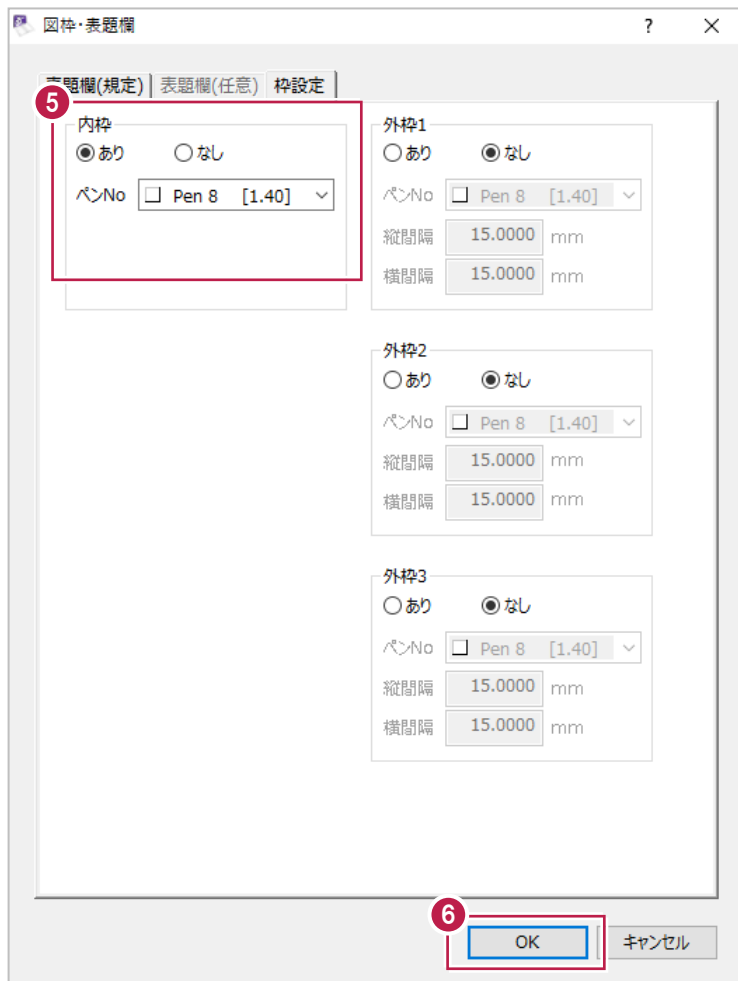 図枠・表題欄 ?
表題欄(規定) 表題欄(任意) 枠設定
5
内枠
あり なし
ペンNo Pen 8 [1.40]
外枠1
あり なし
ペンNo Pen 8 [1.40]
縦間隔 15.0000 mm
横間隔 15.0000 mm
外枠2
あり なし
ペンNo Pen 8 [1.40]
縦間隔 15.0000 mm
横間隔 15.0000 mm
外枠3
あり なし
ペンNo Pen 8 [1.40]
縦間隔 15.0000 mm
横間隔 15.0000 mm
6
OK キャンセル